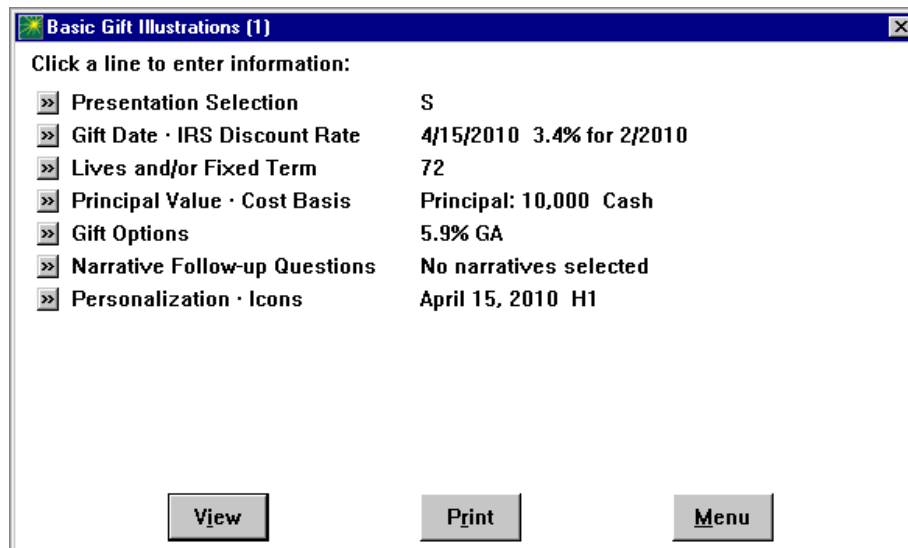 Basic Gift Illustrations (1)
Click a line to enter information:
Presentation Selection S
Gift Date · IRS Discount Rate 4/15/2010 3.4% for 2/2010
Lives and/or Fixed Term 72
Principal Value · Cost Basis Principal: 10,000 Cash
Gift Options 5.9% GA
Narrative Follow-up Questions No narratives selected
Personalization · Icons April 15, 2010 H1
View Print Menu